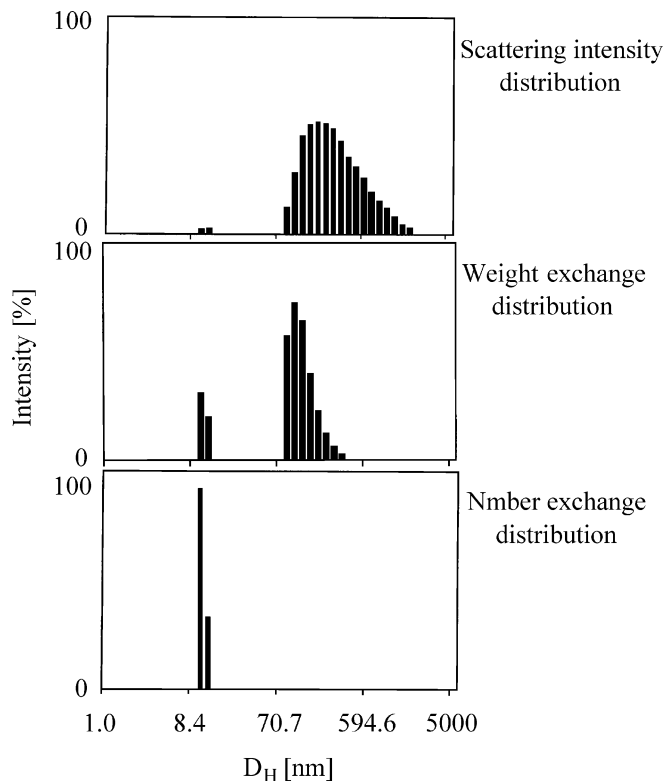 100
Scattering intensity
distribution
0
100
Weight exchange
distribution
Intensity [%]
0
100
Nmber exchange
distribution
0
1.0 8.4 70.7 594.6 5000
D_H [nm]